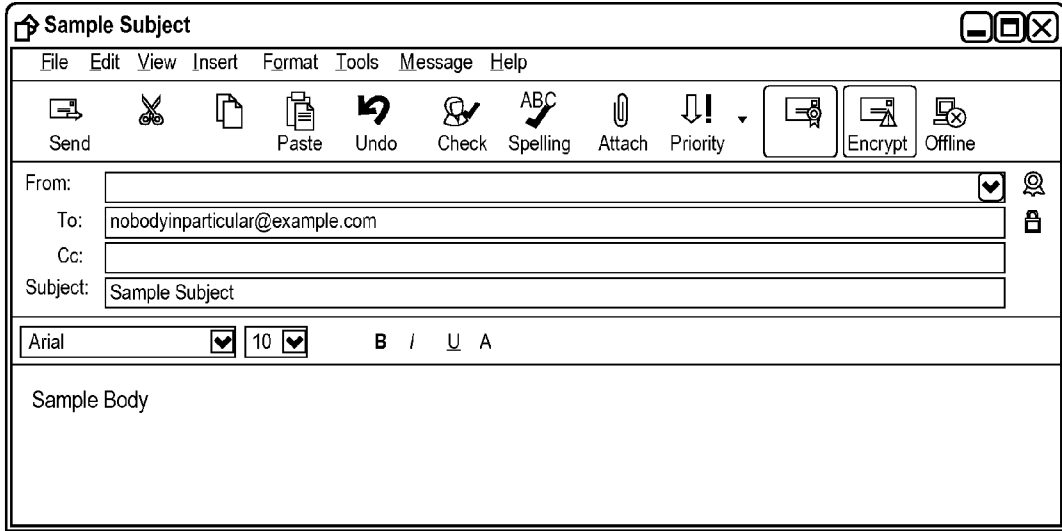 Sample Subject
File Edit View Insert Format Tools Message Help
ABC
Send Paste Undo Check Spelling Attach Priority Encrypt Offline
From:
To: nobodyinparticular@example.com
Cc:
Subject: Sample Subject
Arial 10 B I U A
Sample Body